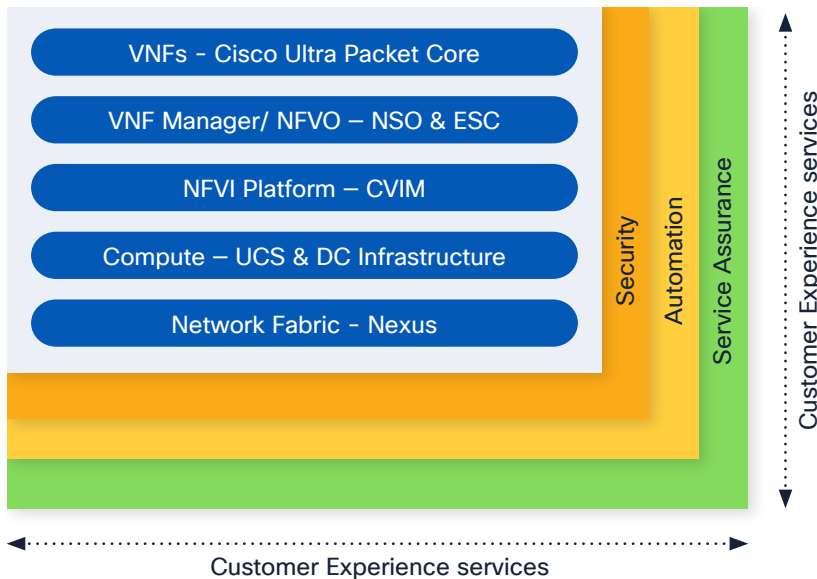 VNFs - Cisco Ultra Packet Core
VNF Manager/ NFVO – NSO & ESC
NFVI Platform – CVIM
Compute – UCS & DC Infrastructure
Network Fabric - Nexus
Security
Automation
Service Assurance
Customer Experience services
Customer Experience services